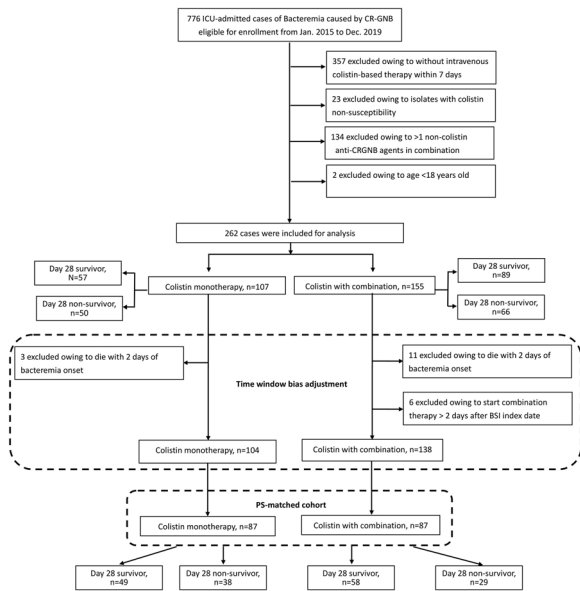 776 ICU-admitted cases of Bacteremia caused by CR-GNB
eligible for enrollment from Jan. 2015 to Dec. 2019
357 excluded owing to without intravenous
colistin-based therapy within 7 days
23 excluded owing to isolates with colistin
non-susceptibility
134 excluded owing to >1 non-colistin
anti-CRGNB agents in combination
2 excluded owing to age <18 years old
262 cases were included for analysis
Day 28 survivor,
N=57
Day 28 non-survivor,
n=50
Colistin monotherapy, n=107
Colistin with combination, n=155
Day 28 survivor,
n=89
Day 28 non-survivor,
n=66
3 excluded owing to die with 2 days of
bacteremia onset
11 excluded owing to die with 2 days of
bacteremia onset
Time window bias adjustment
6 excluded owing to start combination
therapy > 2 days after BSI index date
Colistin monotherapy, n=104
Colistin with combination, n=138
PS-matched cohort
Colistin monotherapy, n=87
Colistin with combination, n=87
Day 28 survivor,
n=49
Day 28 non-survivor,
n=38
Day 28 survivor,
n=58
Day 28 non-survivor,
n=29